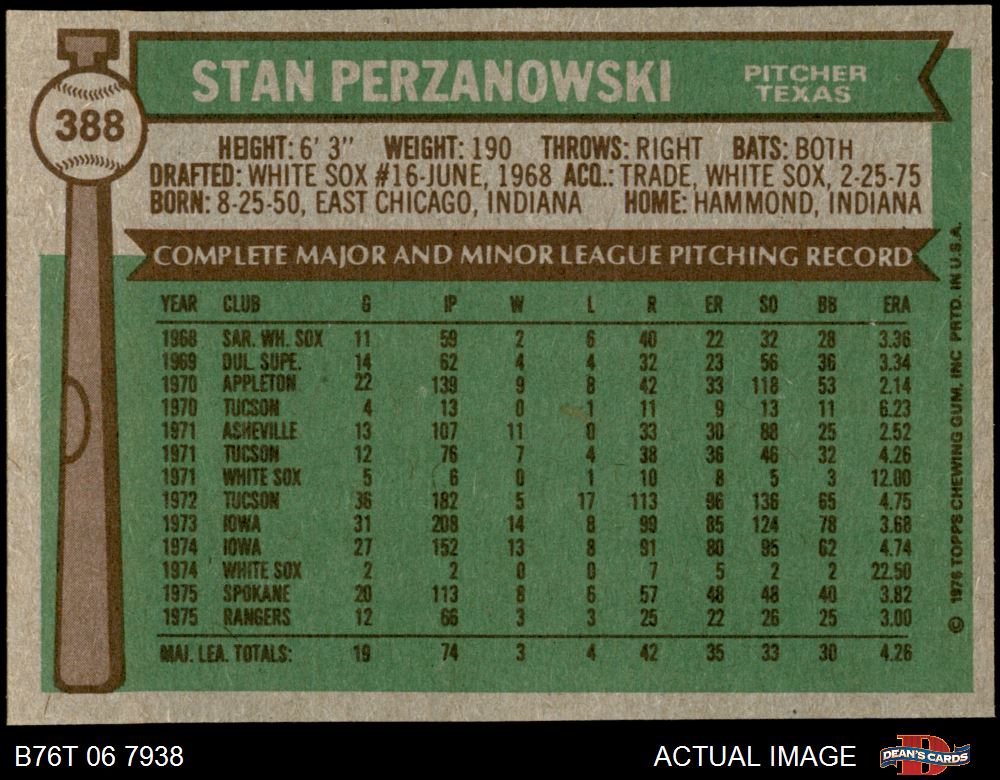 STAN PERZANOWSKI
PITCHER
TEXAS
388
HEIGHT: 6' 3" WEIGHT: 190 THROWS: RIGHT BATS: BOTH
DRAFTED: WHITE SOX #16-JUNE, 1968 ACQ.: TRADE, WHITE SOX, 2-25-75
BORN: 8-25-50, EAST CHICAGO, INDIANA HOME: HAMMOND, INDIANA
COMPLETE MAJOR AND MINOR LEAGUE PITCHING RECORD
YEAR CLUB G IP W L R ER SO BB ERA
1968 SAR. WH. SOX 11 59 2 6 40 22 32 28 3.36
1969 DUL. SUPE. 14 62 4 4 32 23 56 36 3.34
1970 APPLETON 22 139 9 8 42 33 118 53 2.14
1970 TUCSON 4 13 0 1 11 9 13 11 6.23
1971 ASHEVILLE 13 107 11 0 33 30 88 25 2.52
1971 TUCSON 12 76 7 4 38 36 46 32 4.26
1971 WHITE SOX 5 6 0 1 10 8 5 3 12.00
1972 TUCSON 36 182 5 17 113 96 136 65 4.75
1973 IOWA 31 208 14 8 99 85 124 78 3.68
1974 IOWA 27 152 13 8 91 80 95 62 4.74
1974 WHITE SOX 2 2 0 0 7 5 2 2 22.50
1975 SPOKANE 20 113 8 6 57 48 48 40 3.82
1975 RANGERS 12 66 3 3 25 22 26 25 3.00
MAJ. LEA. TOTALS: 19 74 3 4 42 35 33 30 4.26
© 1976 TOPPS CHEWING GUM, INC PRTD. IN U.S.A.
B76T 06 7938 ACTUAL IMAGE DEAN'S CARDS